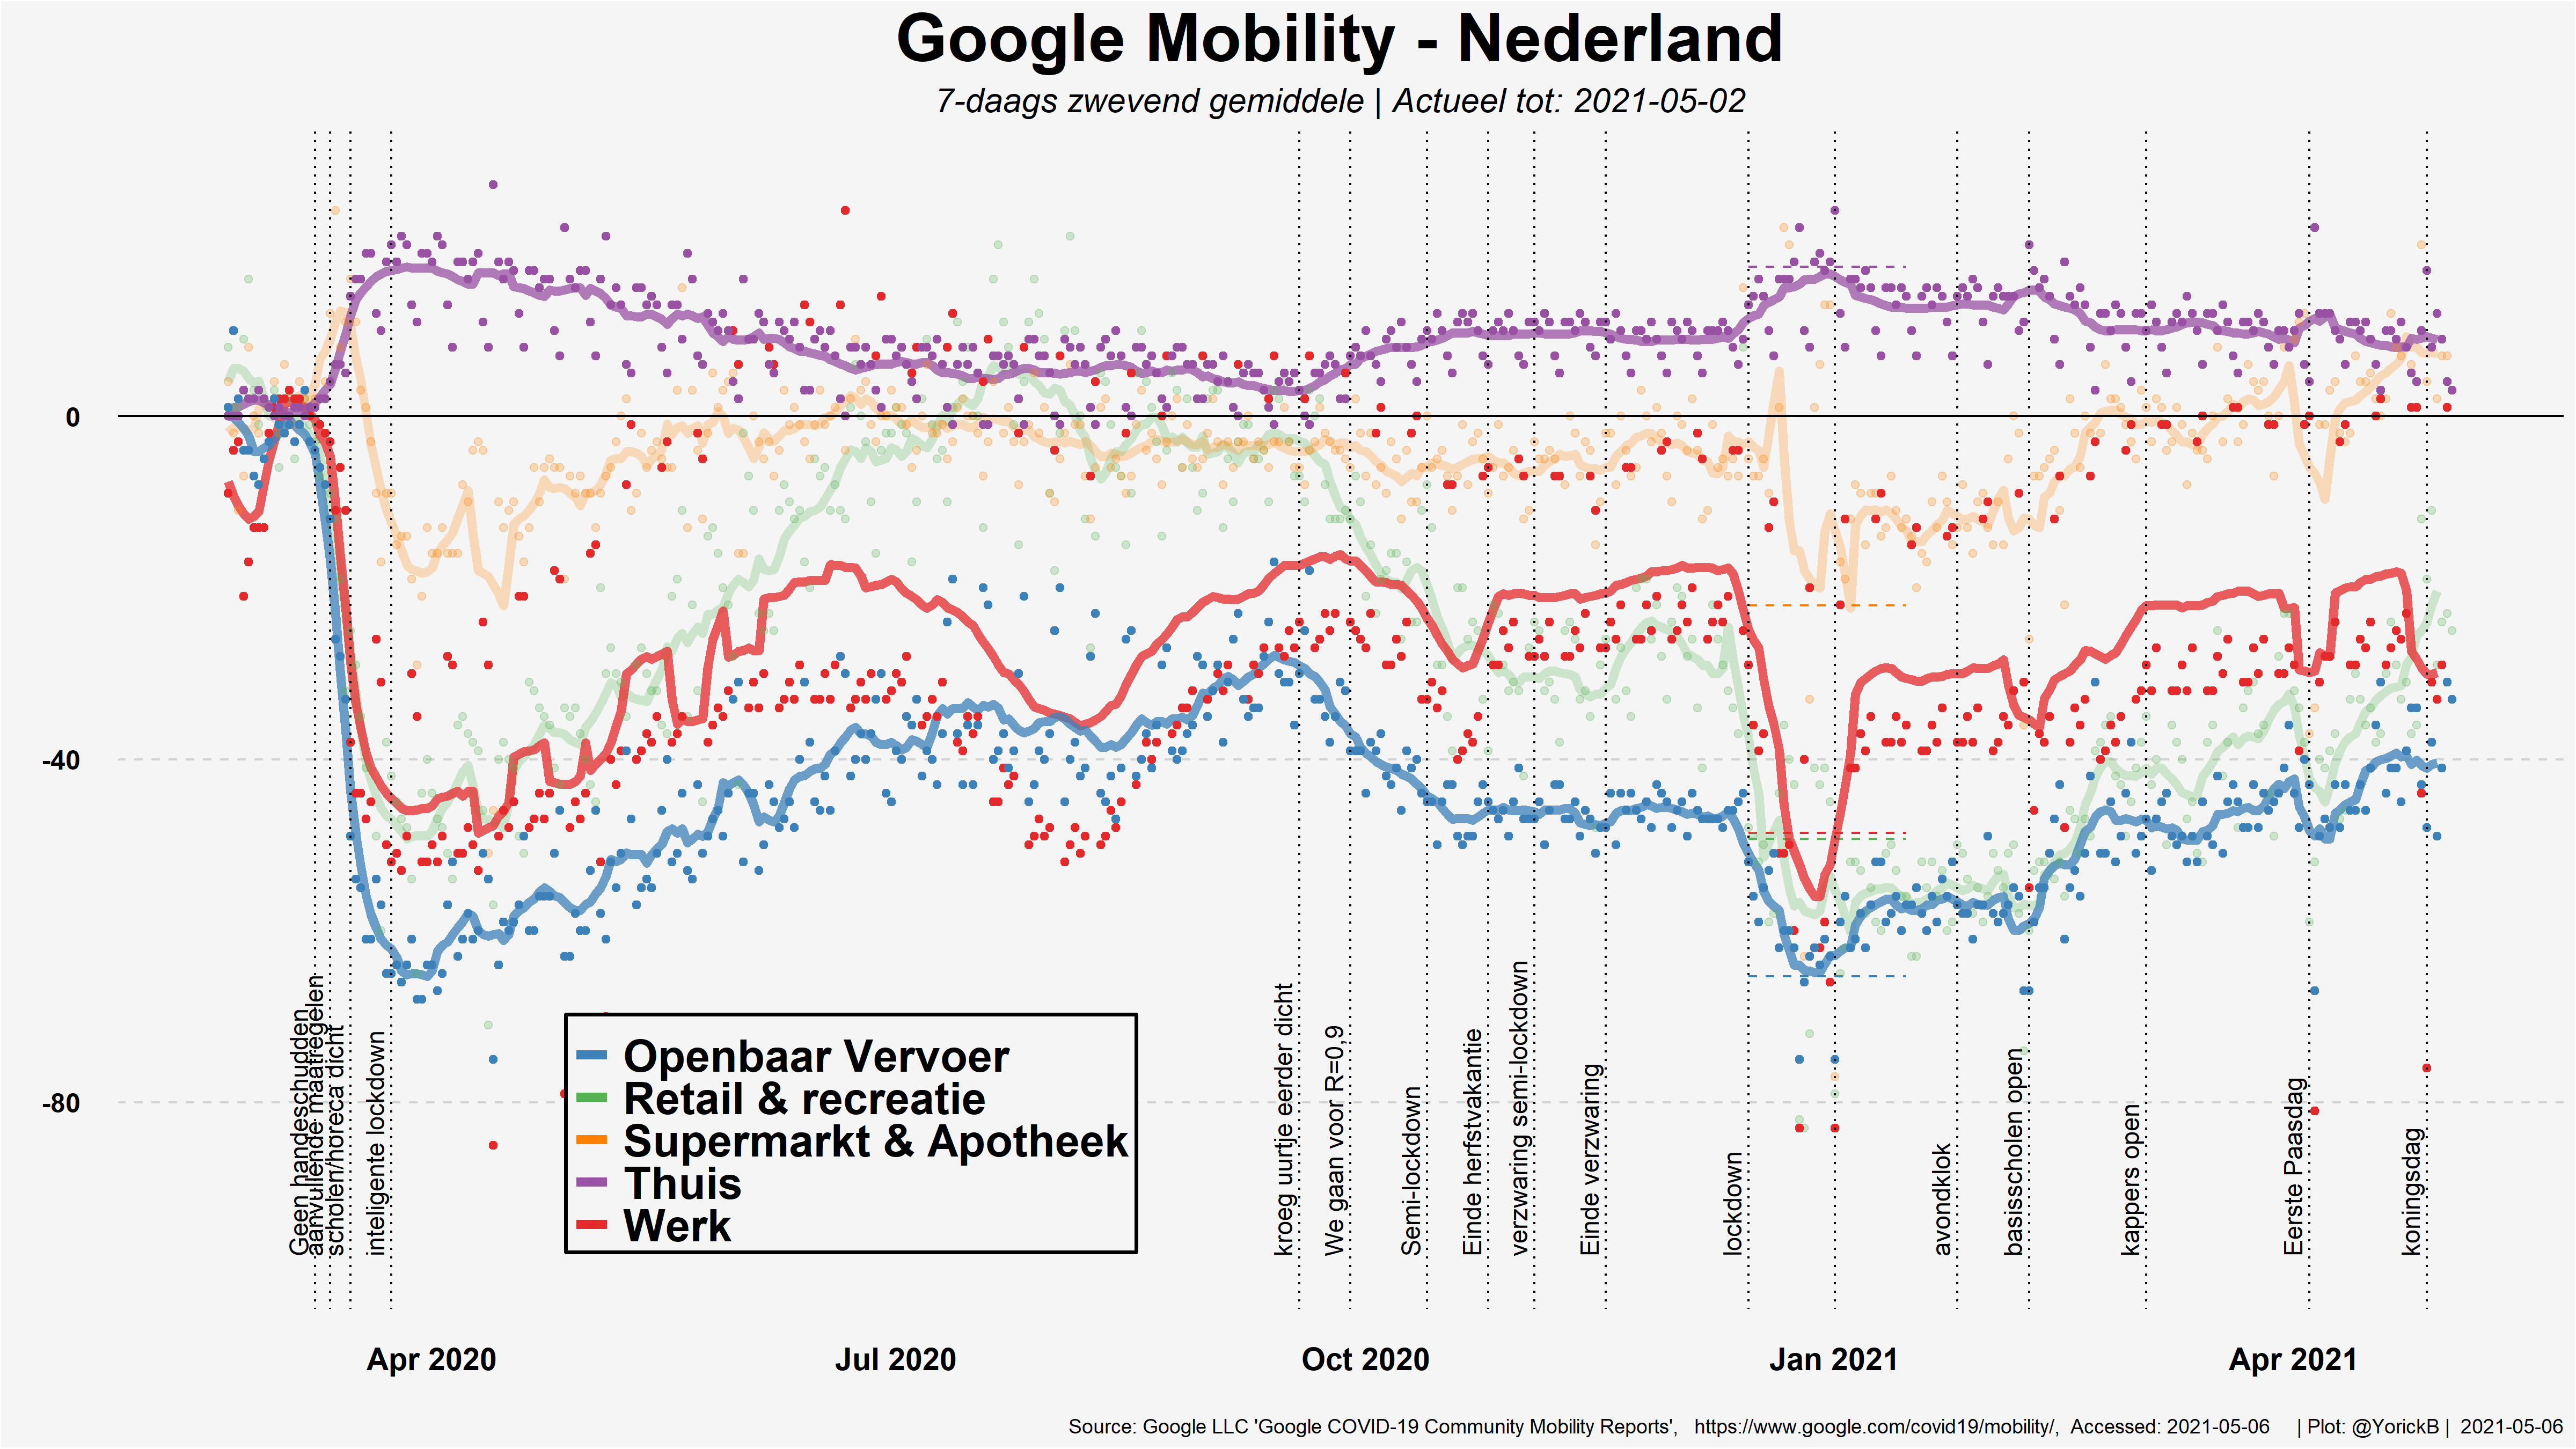 Google Mobility - Nederland
7-daags zwevend gemiddele | Actueel tot: 2021-05-02
0
-40
-80
Geen handeschudden
aanvullende maatregelen
scholen/horeca dicht
inteligente lockdown
kroeg uurtje eerder dicht
We gaan voor R=0,9
Semi-lockdown
Einde herfstvakantie
verzwaring semi-lockdown
Einde verzwaring
lockdown
avondklok
basisscholen open
kappers open
Eerste Paasdag
koningsdag
Openbaar Vervoer
Retail & recreatie
Supermarkt & Apotheek
Thuis
Werk
Apr 2020
Jul 2020
Oct 2020
Jan 2021
Apr 2021
Source: Google LLC 'Google COVID-19 Community Mobility Reports', https://www.google.com/covid19/mobility/, Accessed: 2021-05-06 | Plot: @YorickB | 2021-05-06